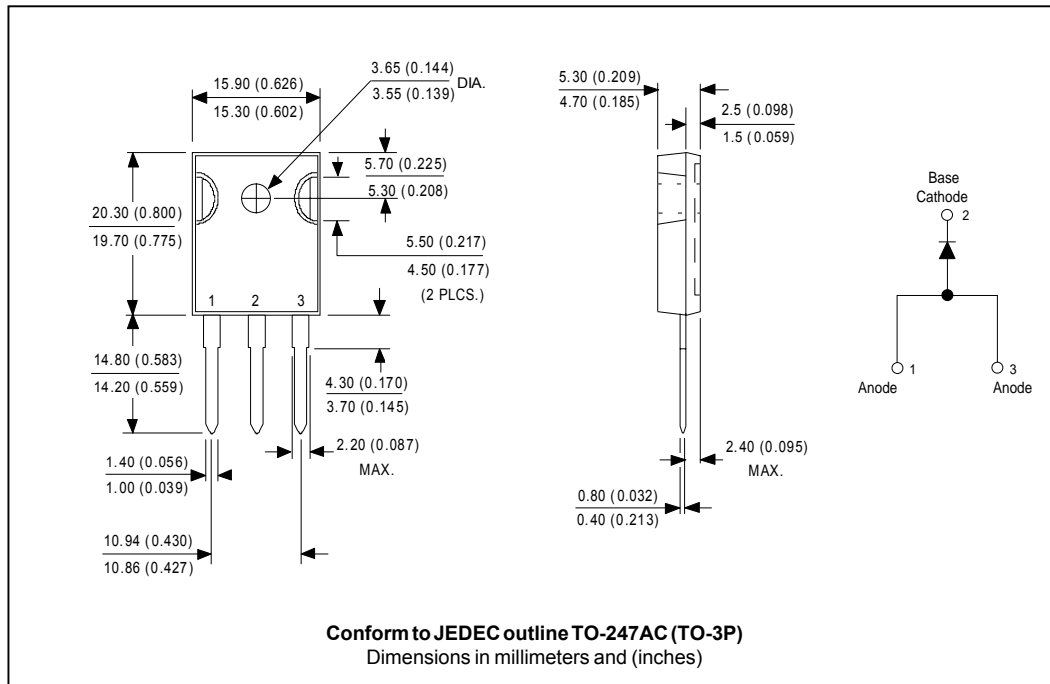 15.90 (0.626)
15.30 (0.602)
3.65 (0.144)
3.55 (0.139)
DIA.
5.70 (0.225)
5.30 (0.208)
20.30 (0.800)
19.70 (0.775)
5.50 (0.217)
4.50 (0.177)
(2 PLCS.)
1 2 3
14.80 (0.583)
14.20 (0.559)
4.30 (0.170)
3.70 (0.145)
2.20 (0.087)
MAX.
1.40 (0.056)
1.00 (0.039)
10.94 (0.430)
10.86 (0.427)
5.30 (0.209)
4.70 (0.185)
2.5 (0.098)
1.5 (0.059)
2.40 (0.095)
MAX.
0.80 (0.032)
0.40 (0.213)
Base
Cathode
2
1
Anode
3
Anode
Conform to JEDEC outline TO-247AC (TO-3P)
Dimensions in millimeters and (inches)